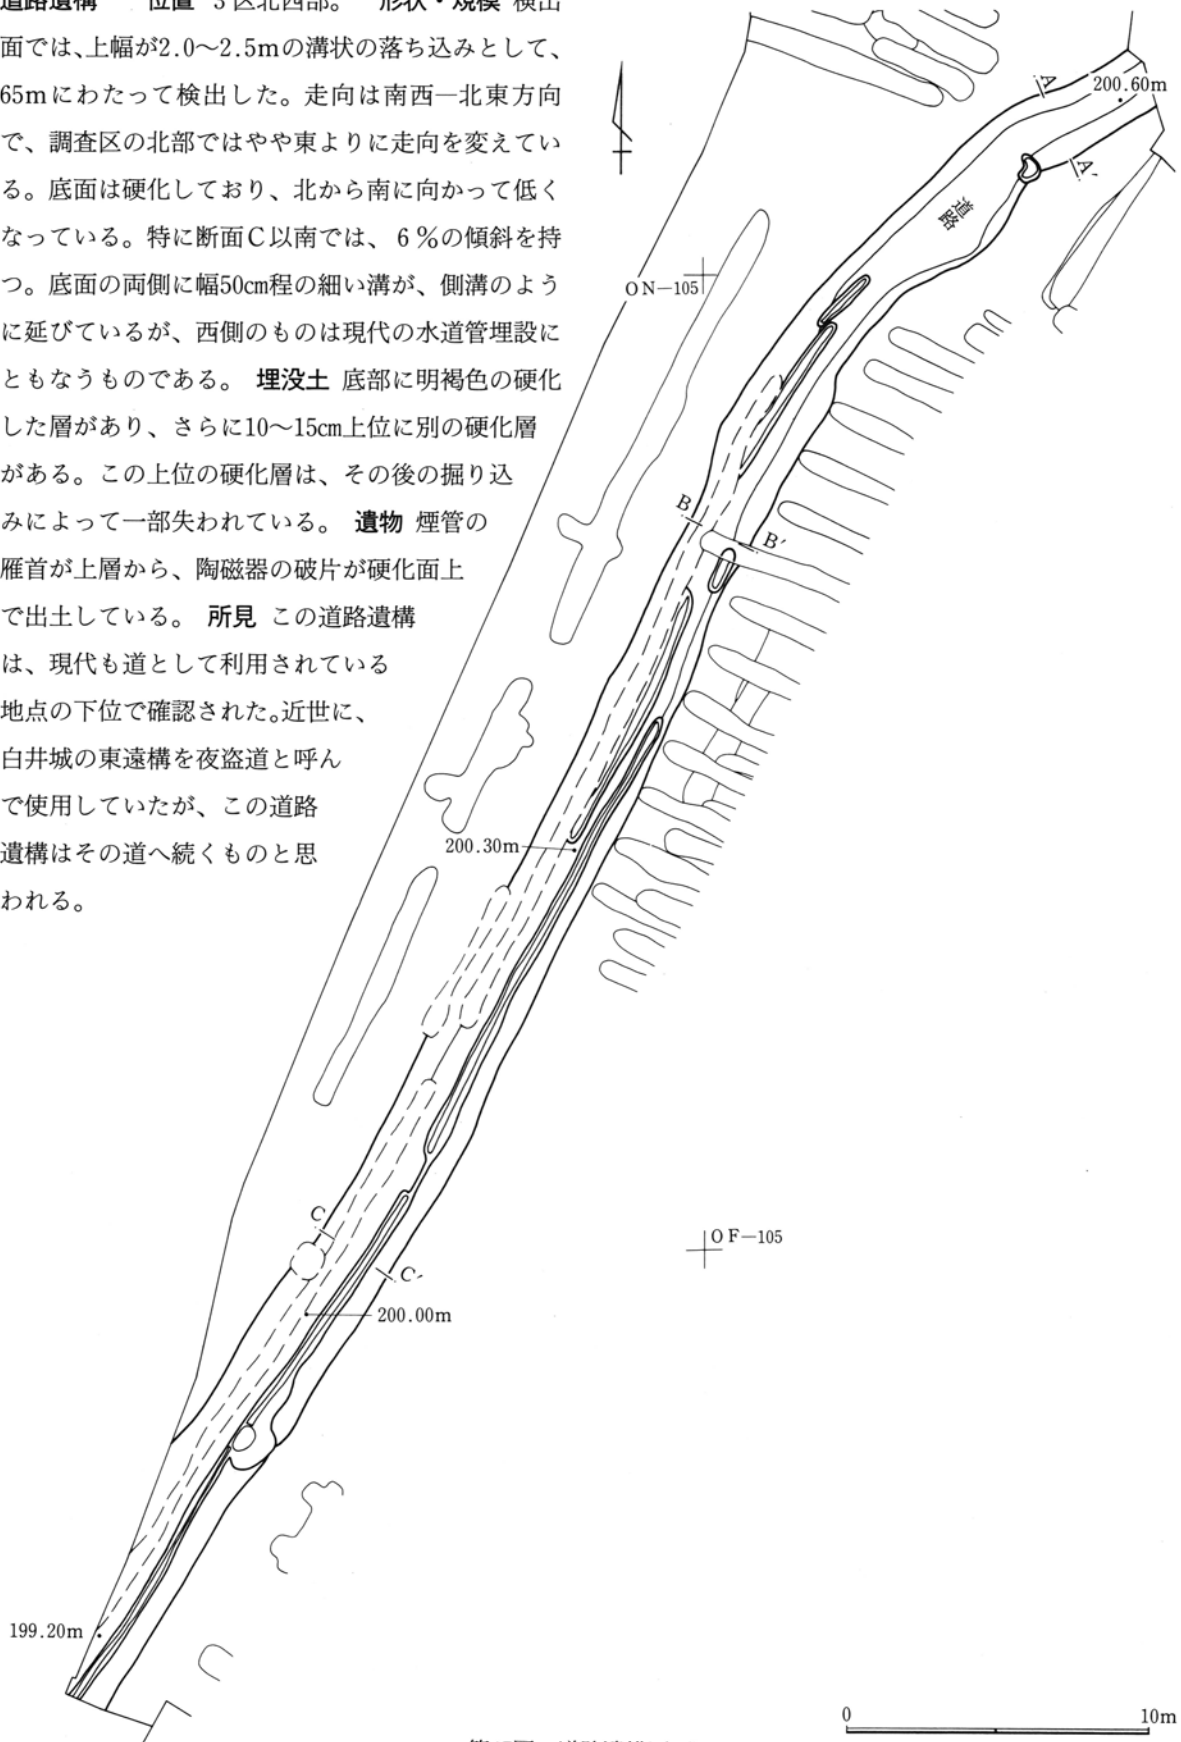 道路遺構　　位置 3区北西部。　形状・規模 検出
面では、上幅が2.0〜2.5mの溝状の落ち込みとして、
65mにわたって検出した。走向は南西―北東方向
で、調査区の北部ではやや東よりに走向を変えてい
る。底面は硬化しており、北から南に向かって低く
なっている。特に断面C以南では、6％の傾斜を持
つ。底面の両側に幅50cm程の細い溝が、側溝のよう
に延びているが、西側のものは現代の水道管埋設に
ともなうものである。 埋没土 底部に明褐色の硬化
した層があり、さらに10〜15cm上位に別の硬化層
がある。この上位の硬化層は、その後の掘り込
みによって一部失われている。 遺物 煙管の
雁首が上層から、陶磁器の破片が硬化面上
で出土している。 所見 この道路遺構
は、現代も道として利用されている
地点の下位で確認された。近世に、
白井城の東遠構を夜盗道と呼ん
で使用していたが、この道路
遺構はその道へ続くものと思
われる。
A
200.60m
A′
道路
ON―105
B
B′
200.30m
C
OF―105
C′
200.00m
199.20m
0
10m